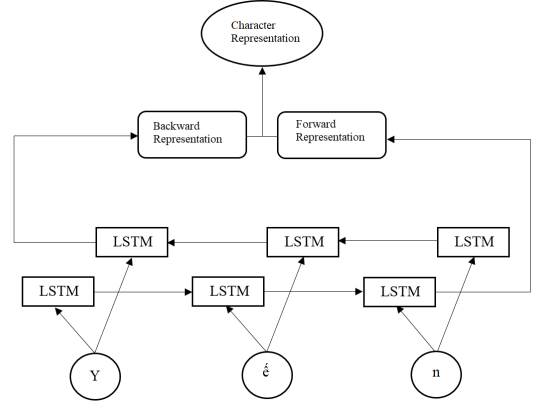 Character
Representation
Backward
Representation
Forward
Representation
LSTM
LSTM
LSTM
LSTM
LSTM
LSTM
Y
ế
n